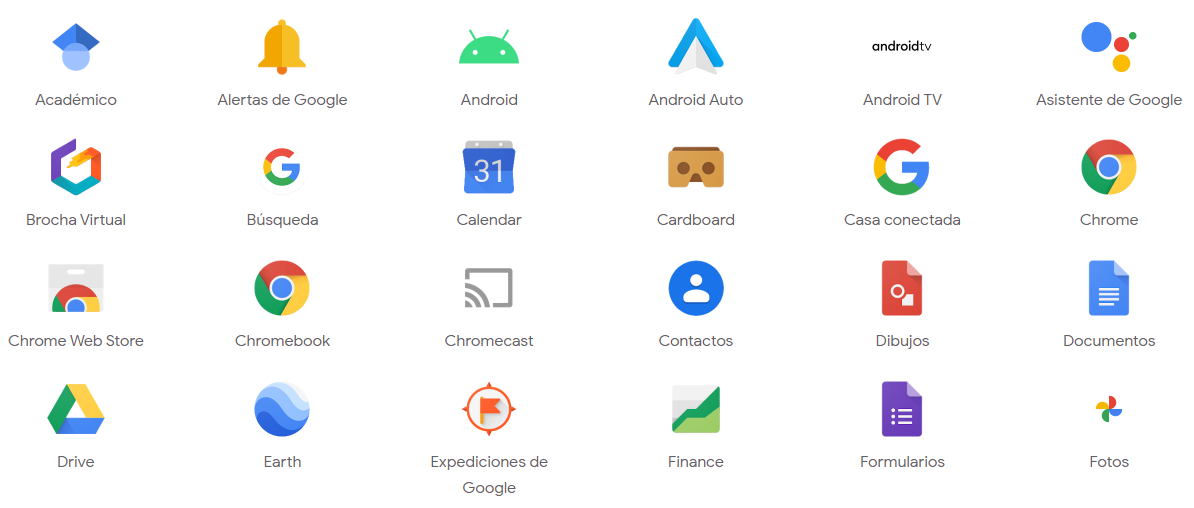 androidtv
Académico
Alertas de Google
Android
Android Auto
Android TV
Asistente de Google
31
Brocha Virtual
Búsqueda
Calendar
Cardboard
Casa conectada
Chrome
Chrome Web Store
Chromebook
Chromecast
Contactos
Dibujos
Documentos
Drive
Earth
Expediciones de
Google
Finance
Formularios
Fotos